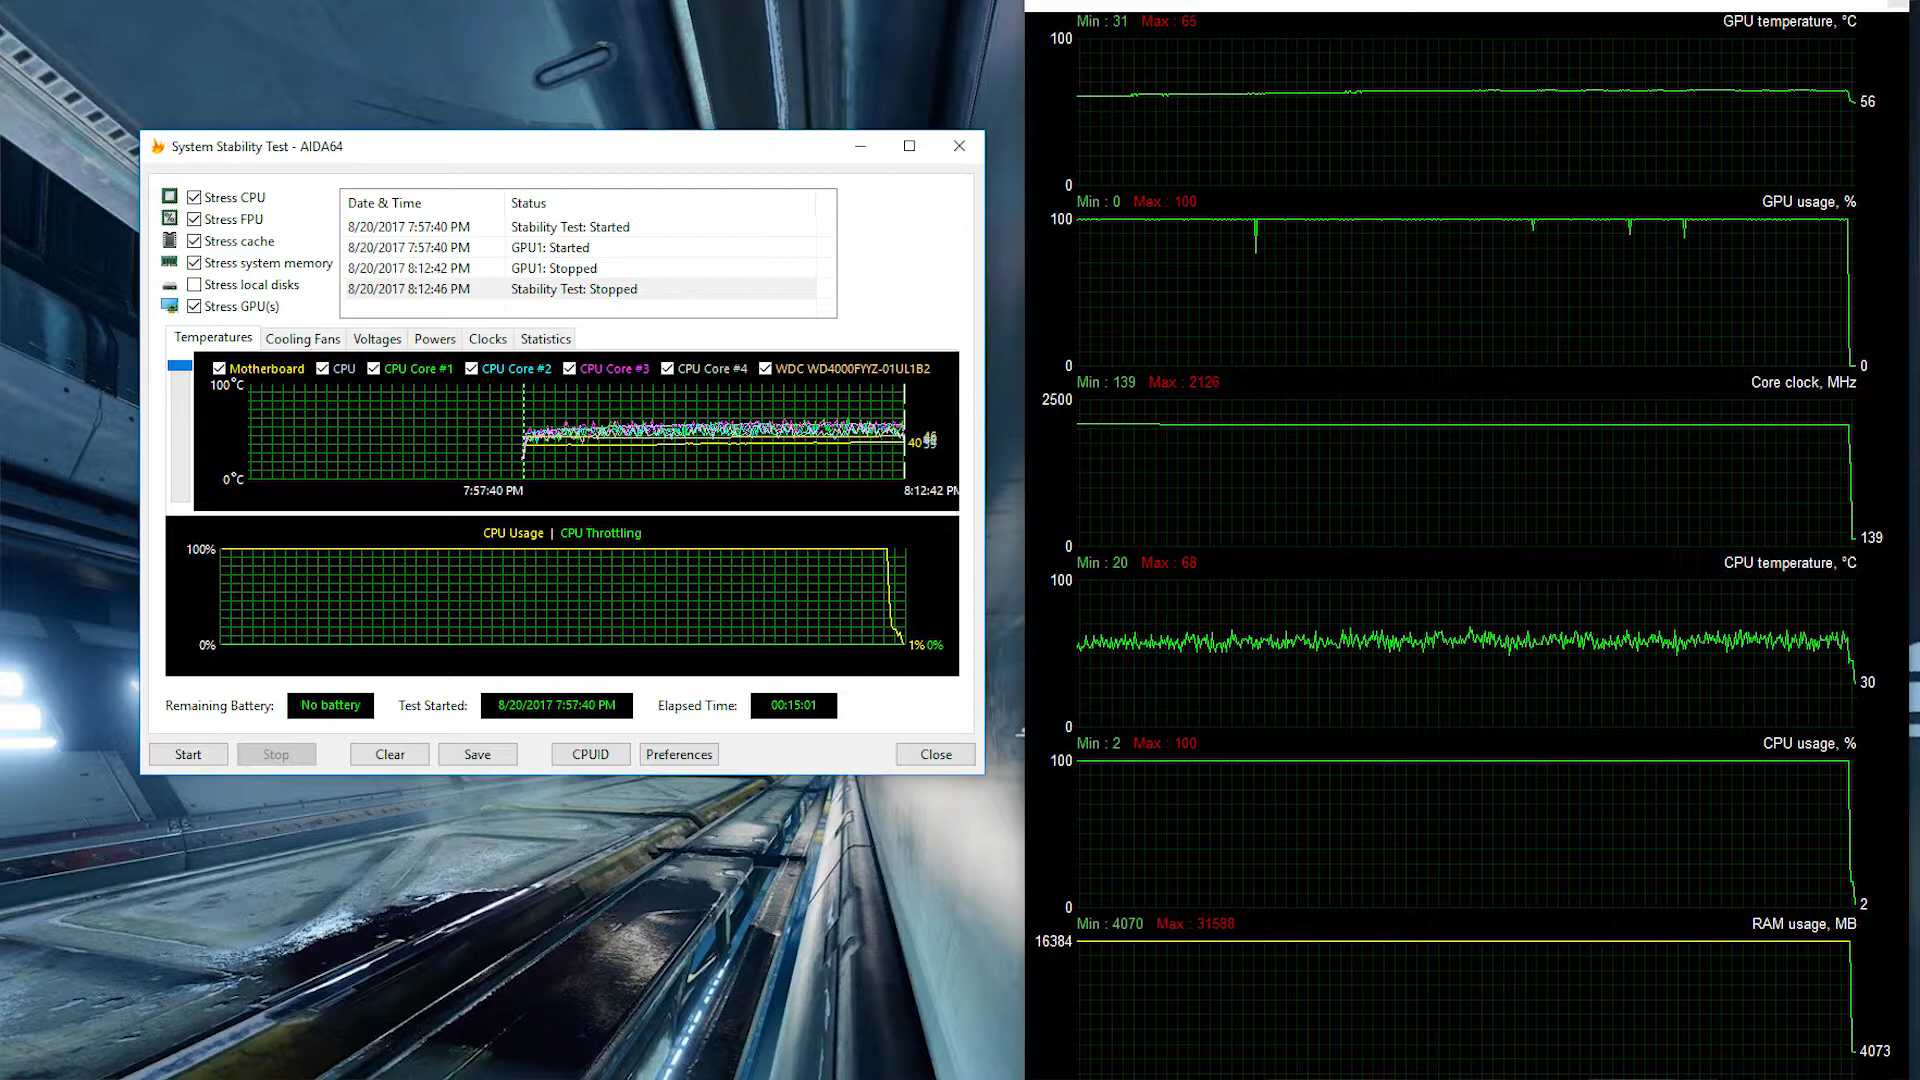 System Stability Test - AIDA64
Stress CPU
Stress FPU
Stress cache
Stress system memory
Stress local disks
Stress GPU(s)
Date & Time Status
8/20/2017 7:57:40 PM Stability Test: Started
8/20/2017 7:57:40 PM GPU1: Started
8/20/2017 8:12:42 PM GPU1: Stopped
8/20/2017 8:12:46 PM Stability Test: Stopped
Temperatures Cooling Fans Voltages Powers Clocks Statistics
Motherboard CPU CPU Core #1 CPU Core #2 CPU Core #3 CPU Core #4 WDC WD4000FYYZ-01UL1B2
100°C
40
0°C
7:57:40 PM 8:12:42 PM
CPU Usage | CPU Throttling
100%
0% 1% 0%
Remaining Battery: No battery Test Started: 8/20/2017 7:57:40 PM Elapsed Time: 00:15:01
Start Stop Clear Save CPUID Preferences Close
Min : 31 Max : 65 GPU temperature, °C
100
56
0
Min : 0 Max : 100 GPU usage, %
100
0 0
Min : 139 Max : 2126 Core clock, MHz
2500
139
0
Min : 20 Max : 68 CPU temperature, °C
100
30
0
Min : 2 Max : 100 CPU usage, %
100
0 2
Min : 4070 Max : 31588 RAM usage, MB
16384
4073